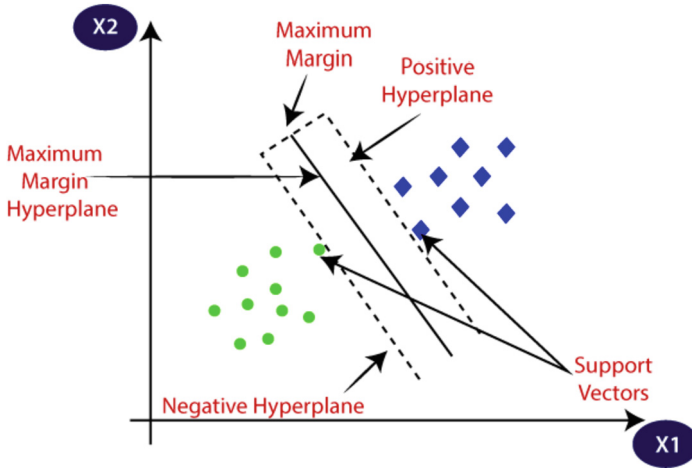 X2
Maximum
Margin
Positive
Hyperplane
Maximum
Margin
Hyperplane
Support
Vectors
Negative Hyperplane
X1